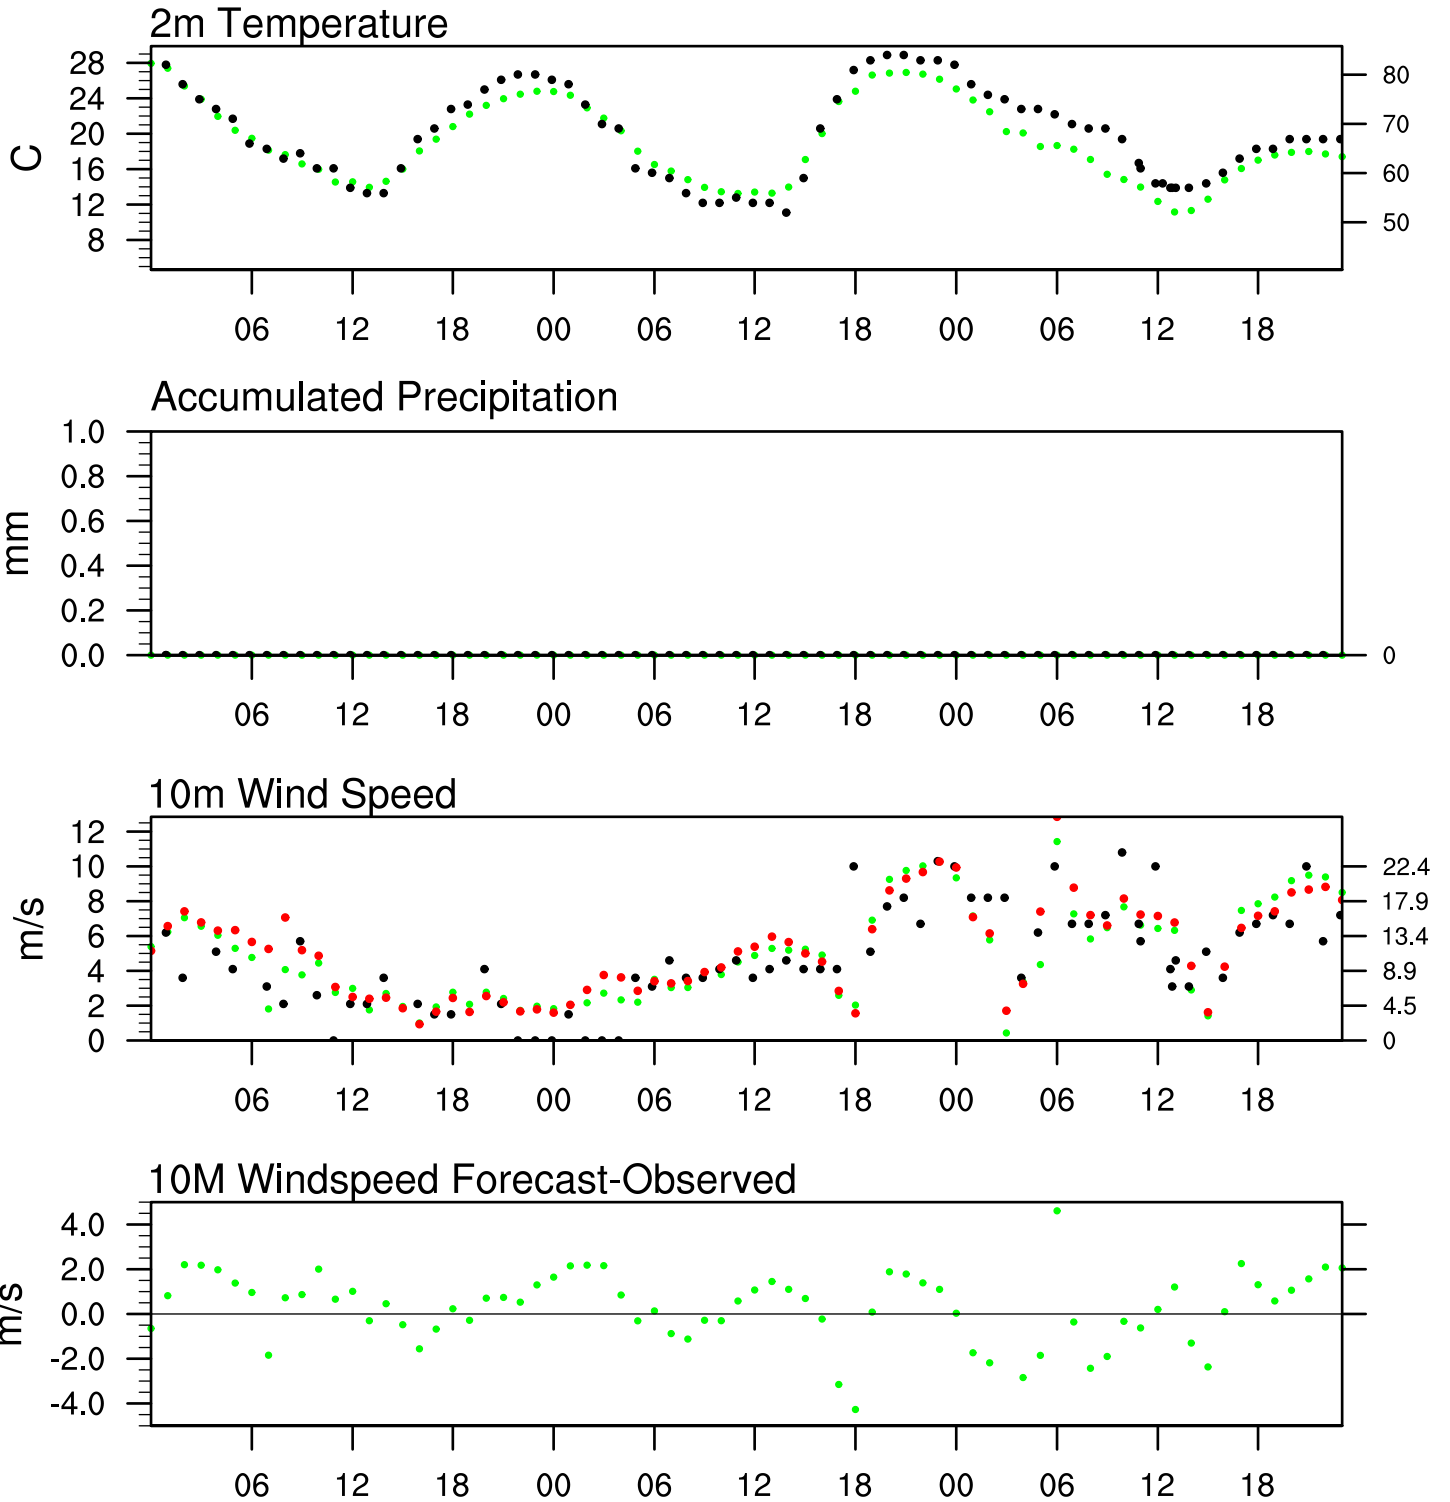 2m Temperature
28
24
20
16
12
8
C
80
70
60
50
06 12 18 00 06 12 18 00 06 12 18
Accumulated Precipitation
1.0
0.8
0.6
0.4
0.2
0.0
mm
0
06 12 18 00 06 12 18 00 06 12 18
10m Wind Speed
12
10
8
6
4
2
0
m/s
22.4
17.9
13.4
8.9
4.5
0
06 12 18 00 06 12 18 00 06 12 18
10M Windspeed Forecast-Observed
4.0
2.0
0.0
-2.0
-4.0
m/s
06 12 18 00 06 12 18 00 06 12 18